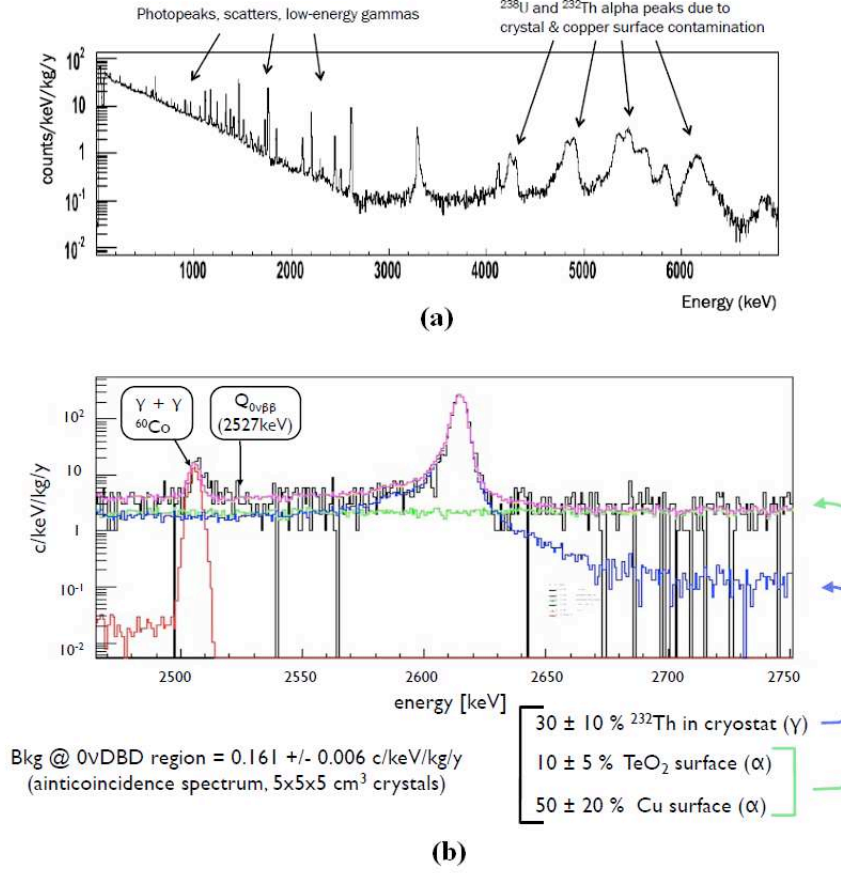 Photopeaks, scatters, low-energy gammas
²³⁸U and ²³²Th alpha peaks due to
crystal & copper surface contamination
counts/keV/kg/y
10²
10
1
10⁻¹
10⁻²
1000 2000 3000 4000 5000 6000
Energy (keV)
(a)
γ + γ
⁶⁰Co
Q₀νββ
(2527keV)
c/keV/kg/y
10²
10
1
10⁻¹
10⁻²
2500 2550 2600 2650 2700 2750
energy [keV]
30 ± 10 % ²³²Th in cryostat (γ)
10 ± 5 % TeO₂ surface (α)
50 ± 20 % Cu surface (α)
Bkg @ 0νDBD region = 0.161 +/- 0.006 c/keV/kg/y
(ainticoincidence spectrum, 5x5x5 cm³ crystals)
(b)